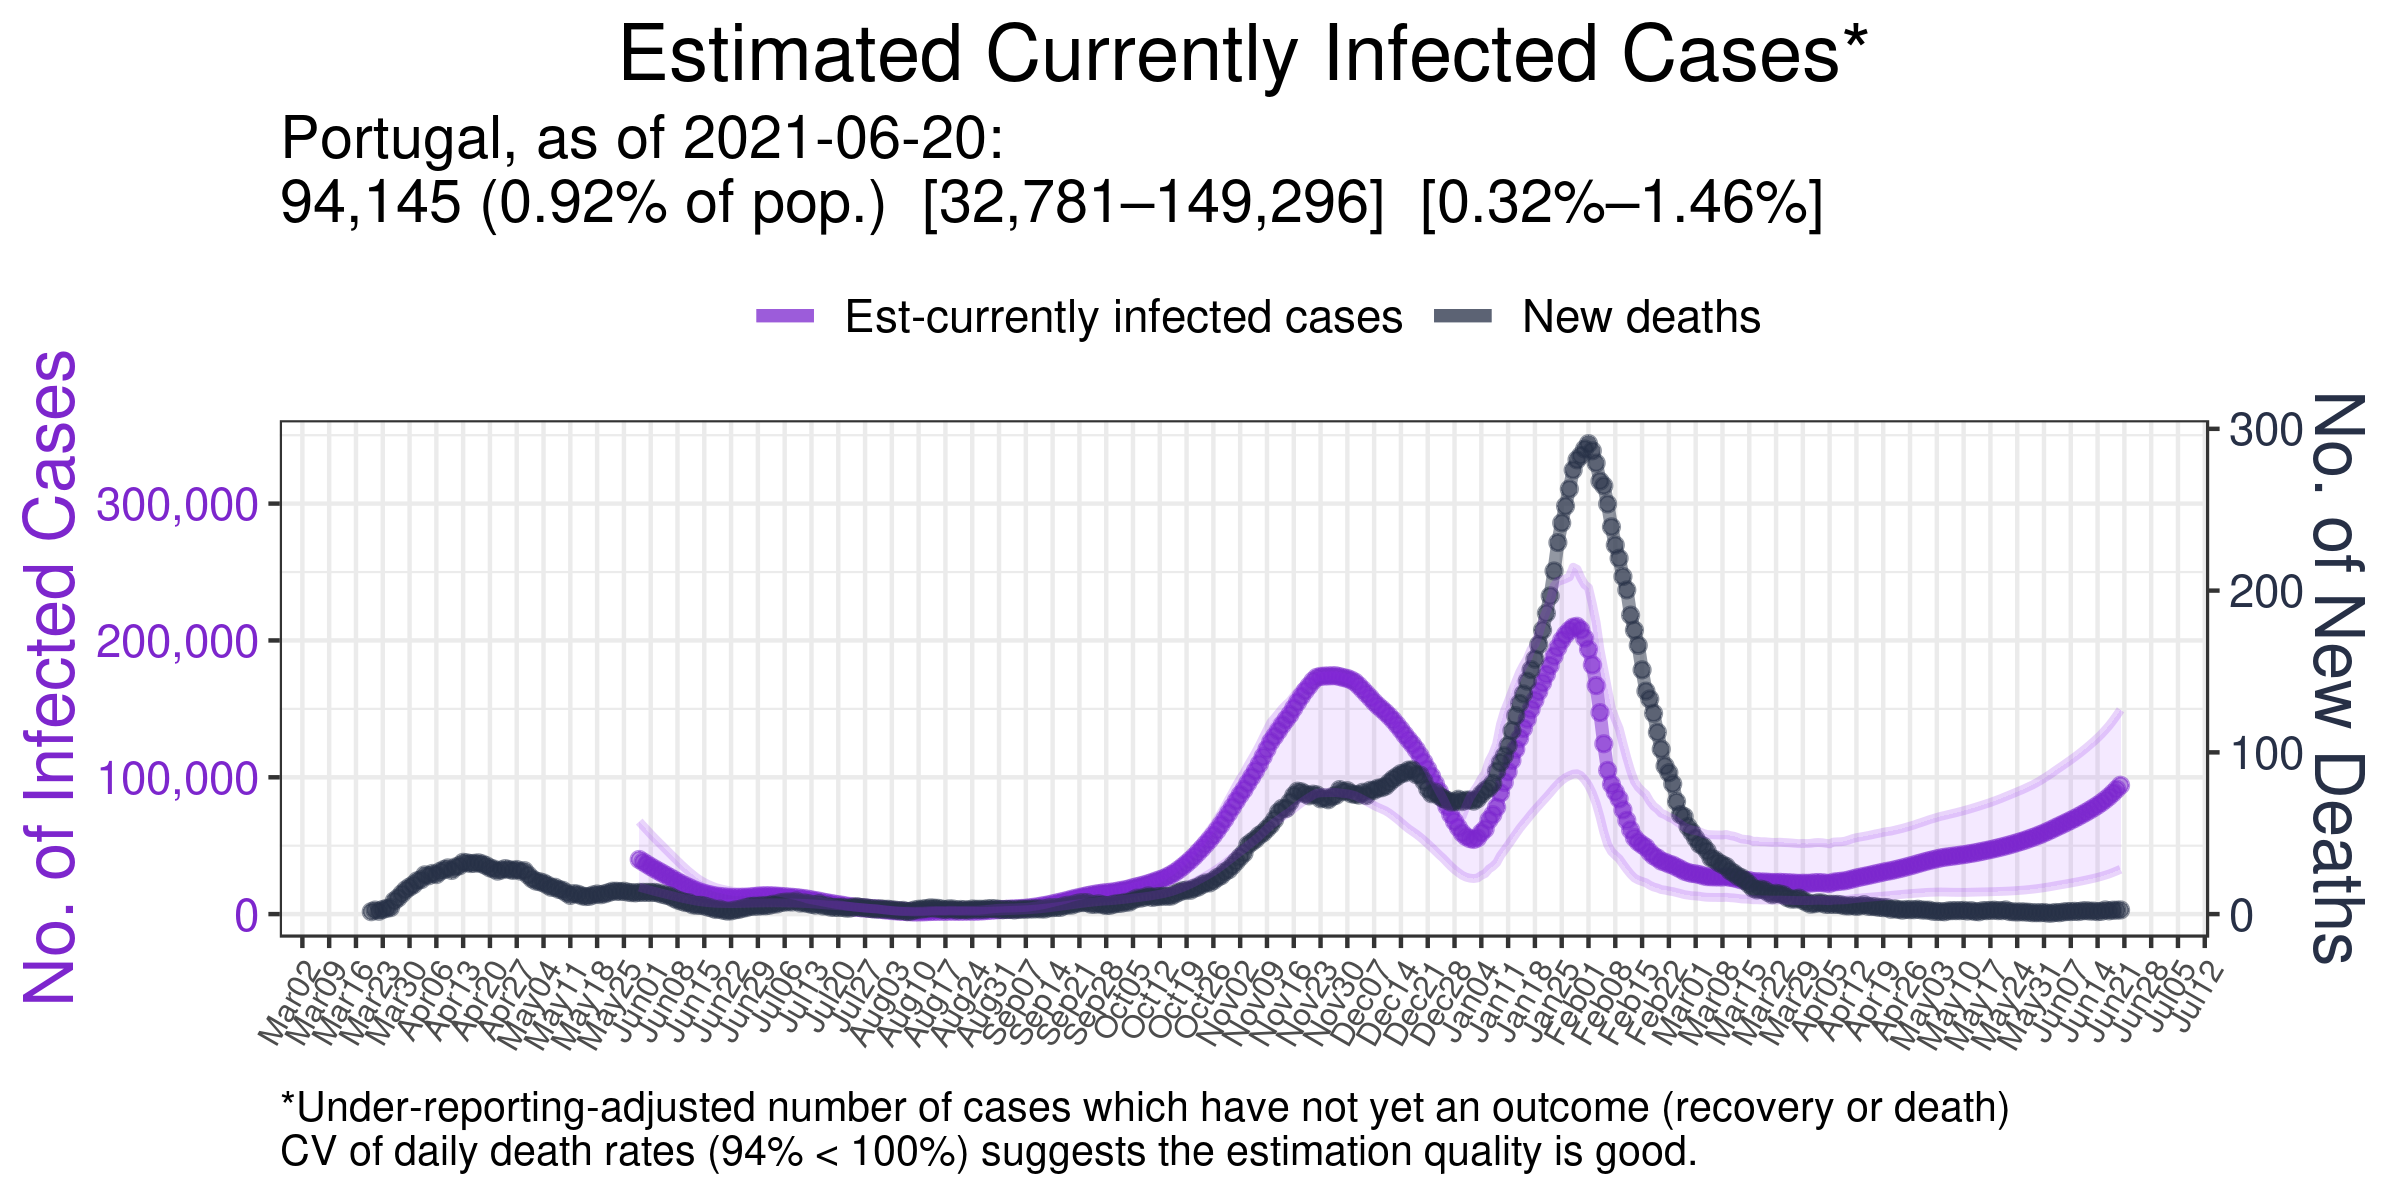 Estimated Currently Infected Cases*
Portugal, as of 2021-06-20:
94,145 (0.92% of pop.) [32,781–149,296] [0.32%–1.46%]
Est-currently infected cases New deaths
No. of Infected Cases
300,000
200,000
100,000
0
300
200
100
0
No. of New Deaths
Mar02 Mar09 Mar16 Mar23 Mar30 Apr06 Apr13 Apr20 Apr27 May04 May11 May18 May25 Jun01 Jun08 Jun15 Jun22 Jun29 Jul06 Jul13 Jul20 Jul27 Aug03 Aug10 Aug17 Aug24 Aug31 Sep07 Sep14 Sep21 Sep28 Oct05 Oct12 Oct19 Oct26 Nov02 Nov09 Nov16 Nov23 Nov30 Dec07 Dec14 Dec21 Dec28 Jan04 Jan11 Jan18 Jan25 Feb01 Feb08 Feb15 Feb22 Mar01 Mar08 Mar15 Mar22 Mar29 Apr05 Apr12 Apr19 Apr26 May03 May10 May17 May24 May31 Jun07 Jun14 Jun21 Jun28 Jul05 Jul12
*Under-reporting-adjusted number of cases which have not yet an outcome (recovery or death)
CV of daily death rates (94% < 100%) suggests the estimation quality is good.